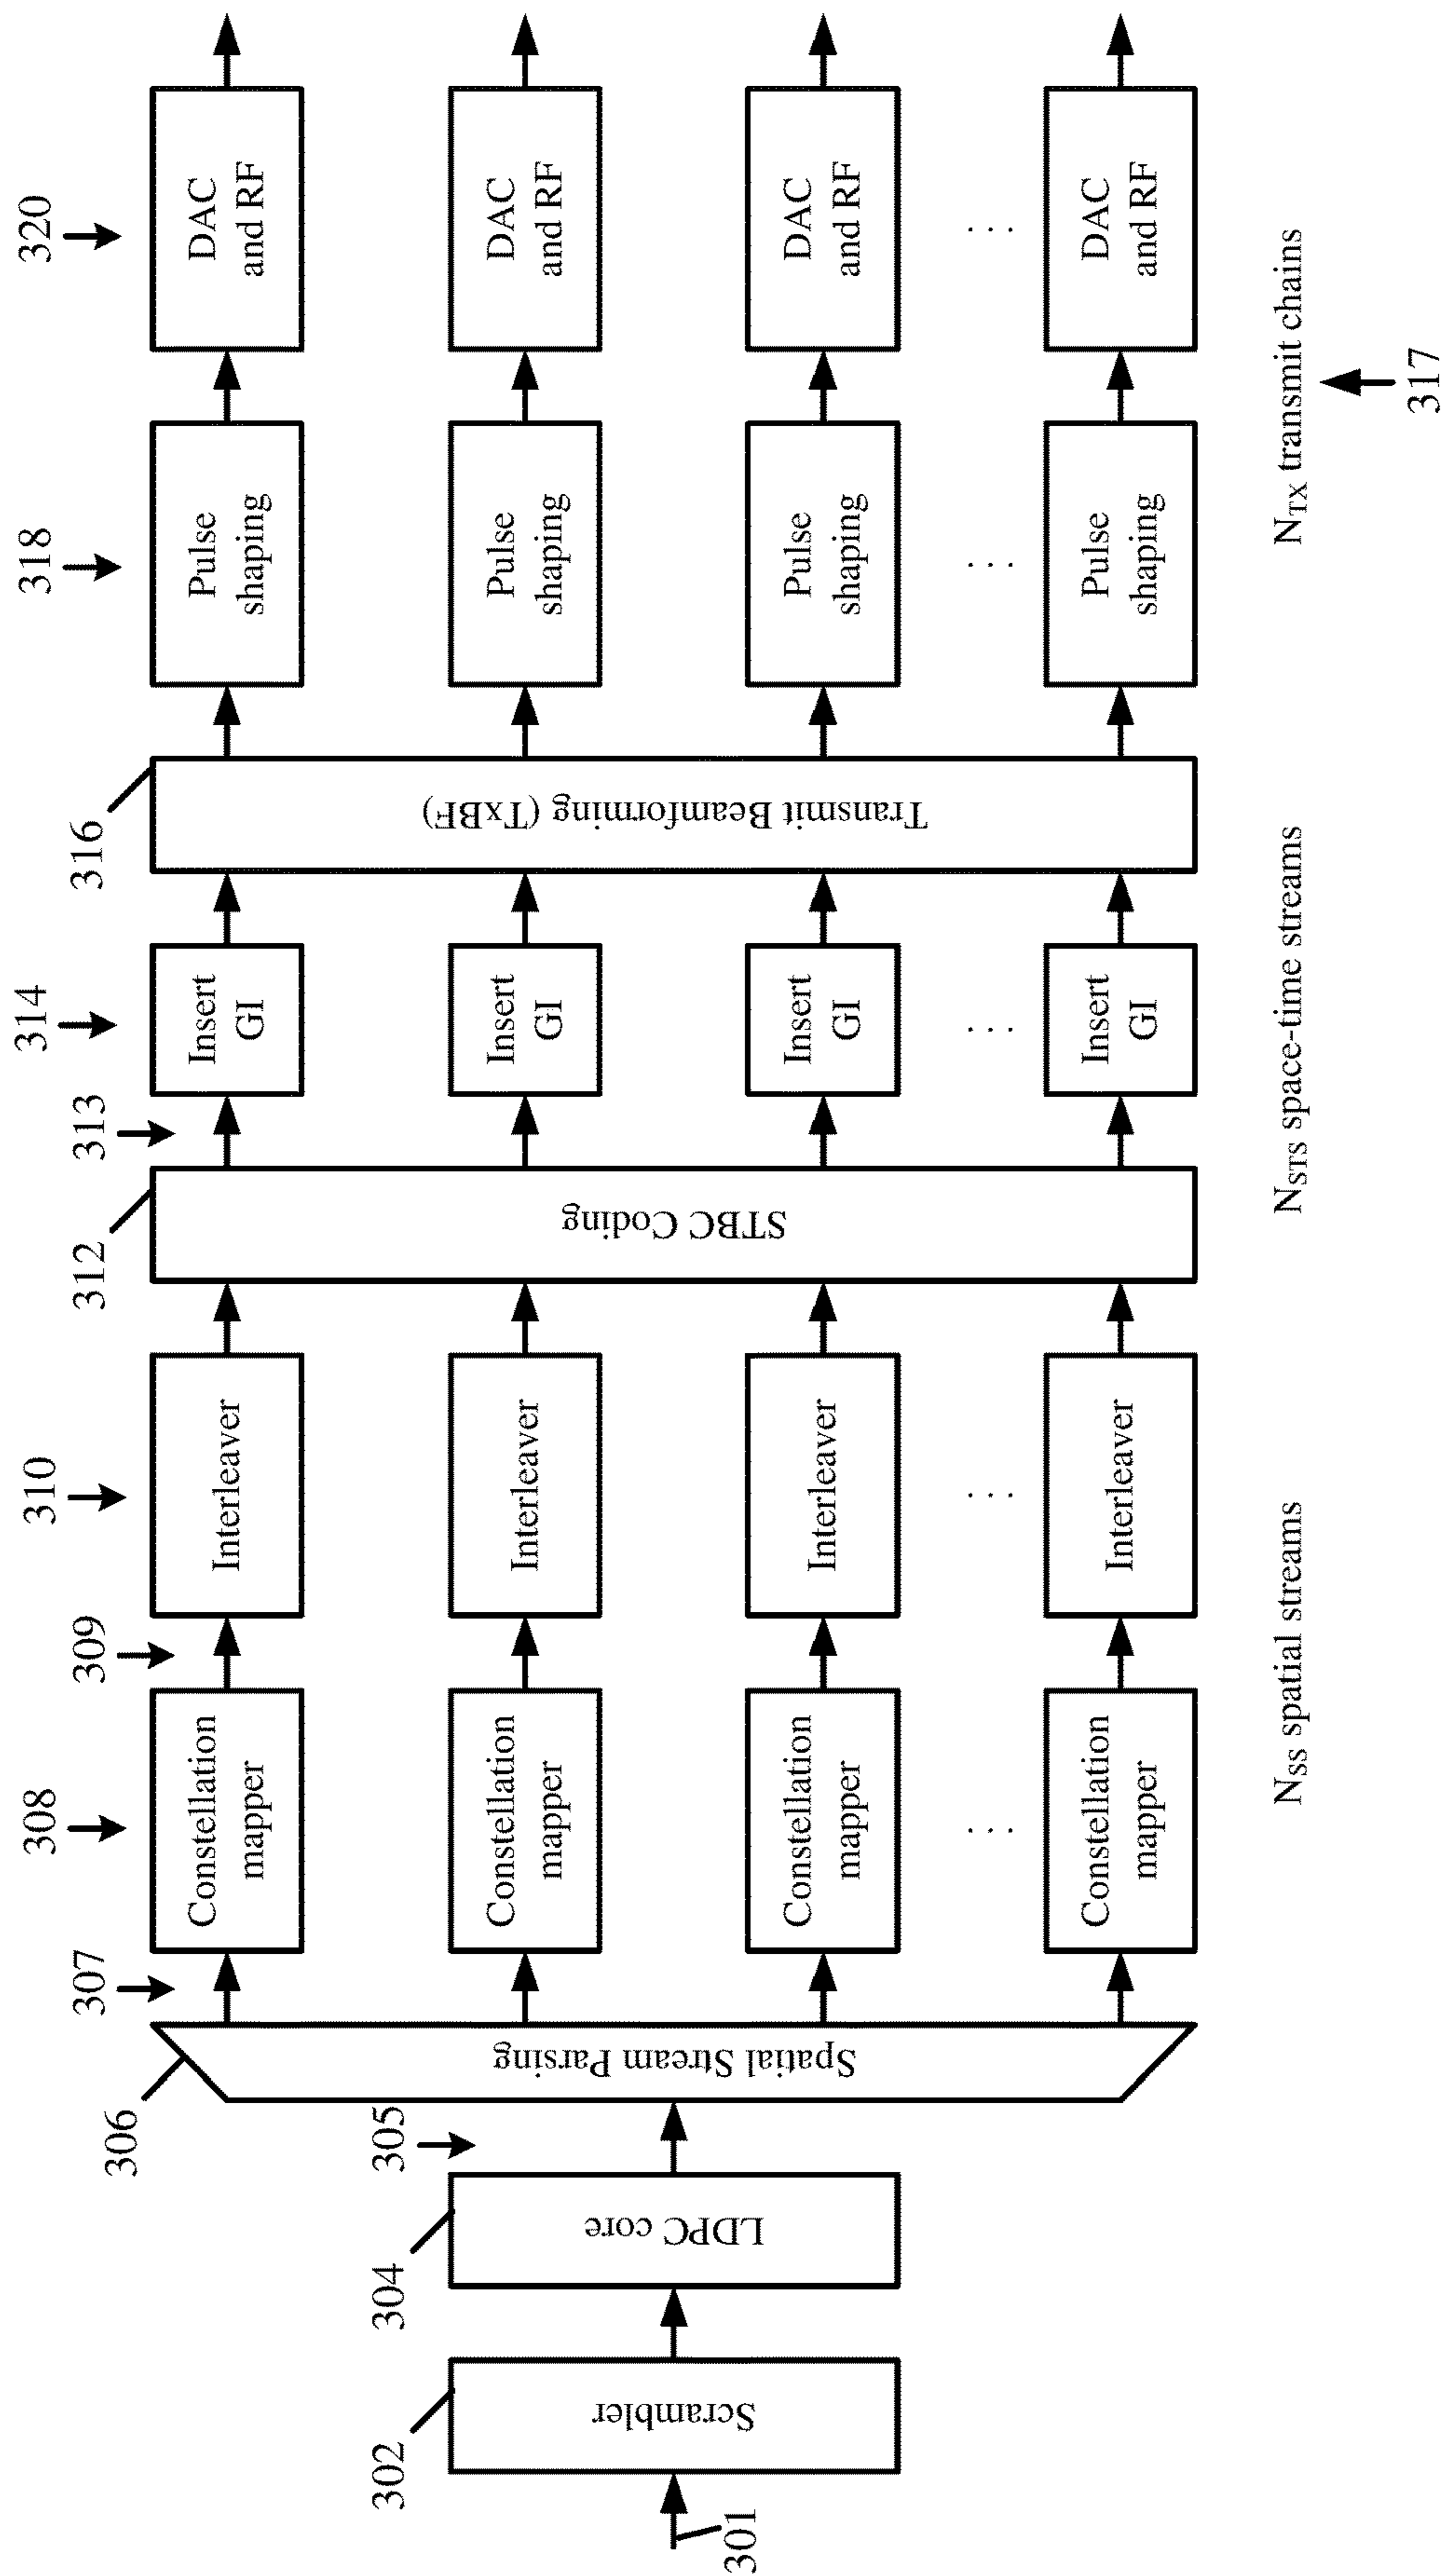 301
302
Scrambler
304
LDPC core
305
306
Spatial Stream Parsing
307
308
Constellation
mapper
Constellation
mapper
Constellation
mapper
. . .
Constellation
mapper
309
310
Interleaver
Interleaver
Interleaver
. . .
Interleaver
N_SS spatial streams
312
STBC Coding
313
314
Insert
GI
Insert
GI
Insert
GI
. . .
Insert
GI
N_STS space-time streams
316
Transmit Beamforming (TxBF)
318
Pulse
shaping
Pulse
shaping
Pulse
shaping
. . .
Pulse
shaping
320
DAC
and RF
DAC
and RF
DAC
and RF
. . .
DAC
and RF
N_TX transmit chains
317